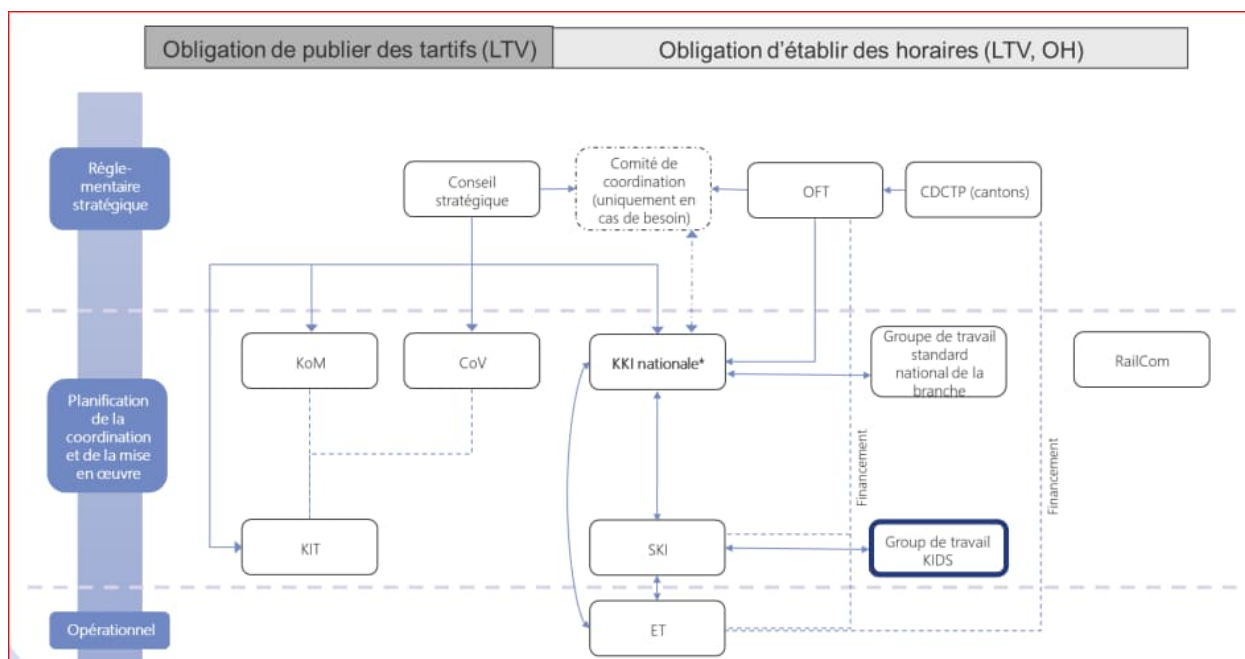 Obligation de publier des tartifs (LTV)
Obligation d'établir des horaires (LTV, OH)
Régle-
mentaire
stratégique
Conseil
stratégique
Comité de
coordination
(uniquement en
cas de besoin)
OFT
CDCTP (cantons)
Planification
de la
coordination
et de la mise
en œuvre
KoM
CoV
KKI nationale*
Groupe de travail
standard
national de la
branche
RailCom
Financement
Financement
KIT
SKI
Group de travail
KIDS
Opérationnel
ET